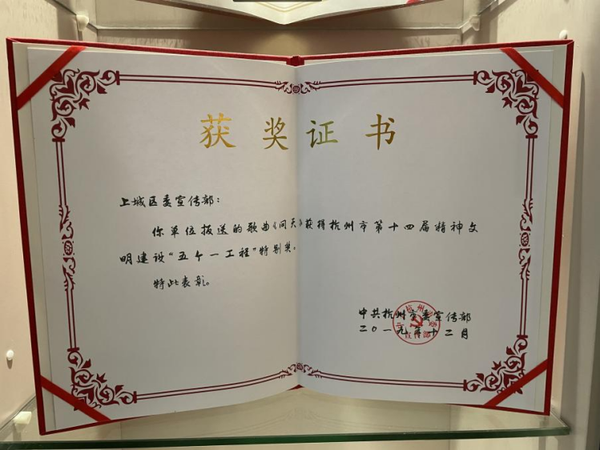 获奖证书
上城区委宣传部：
你单位报送的歌曲《问天》获得杭州市第十四届精神文
明建设“五个一工程”特别奖。
特此表彰。
中共杭州市委宣传部
二〇一九年十二月